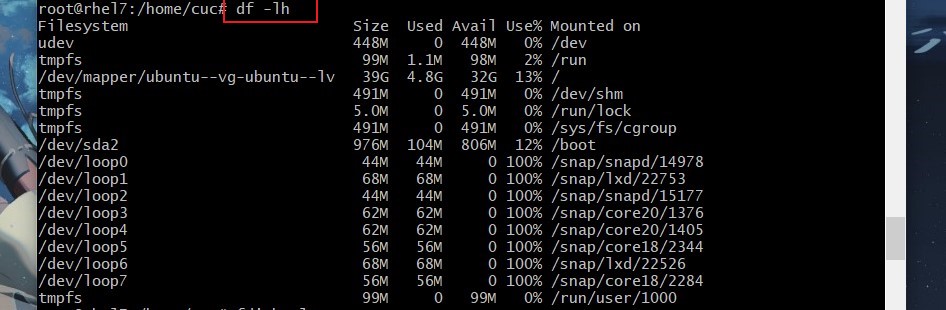 root@rhel7:/home/cuc# df -lh
Filesystem Size Used Avail Use% Mounted on
udev 448M 0 448M 0% /dev
tmpfs 99M 1.1M 98M 2% /run
/dev/mapper/ubuntu--vg-ubuntu--lv 39G 4.8G 32G 13% /
tmpfs 491M 0 491M 0% /dev/shm
tmpfs 5.0M 0 5.0M 0% /run/lock
tmpfs 491M 0 491M 0% /sys/fs/cgroup
/dev/sda2 976M 104M 806M 12% /boot
/dev/loop0 44M 44M 0 100% /snap/snapd/14978
/dev/loop1 68M 68M 0 100% /snap/lxd/22753
/dev/loop2 44M 44M 0 100% /snap/snapd/15177
/dev/loop3 62M 62M 0 100% /snap/core20/1376
/dev/loop4 62M 62M 0 100% /snap/core20/1405
/dev/loop5 56M 56M 0 100% /snap/core18/2344
/dev/loop6 68M 68M 0 100% /snap/lxd/22526
/dev/loop7 56M 56M 0 100% /snap/core18/2284
tmpfs 99M 0 99M 0% /run/user/1000